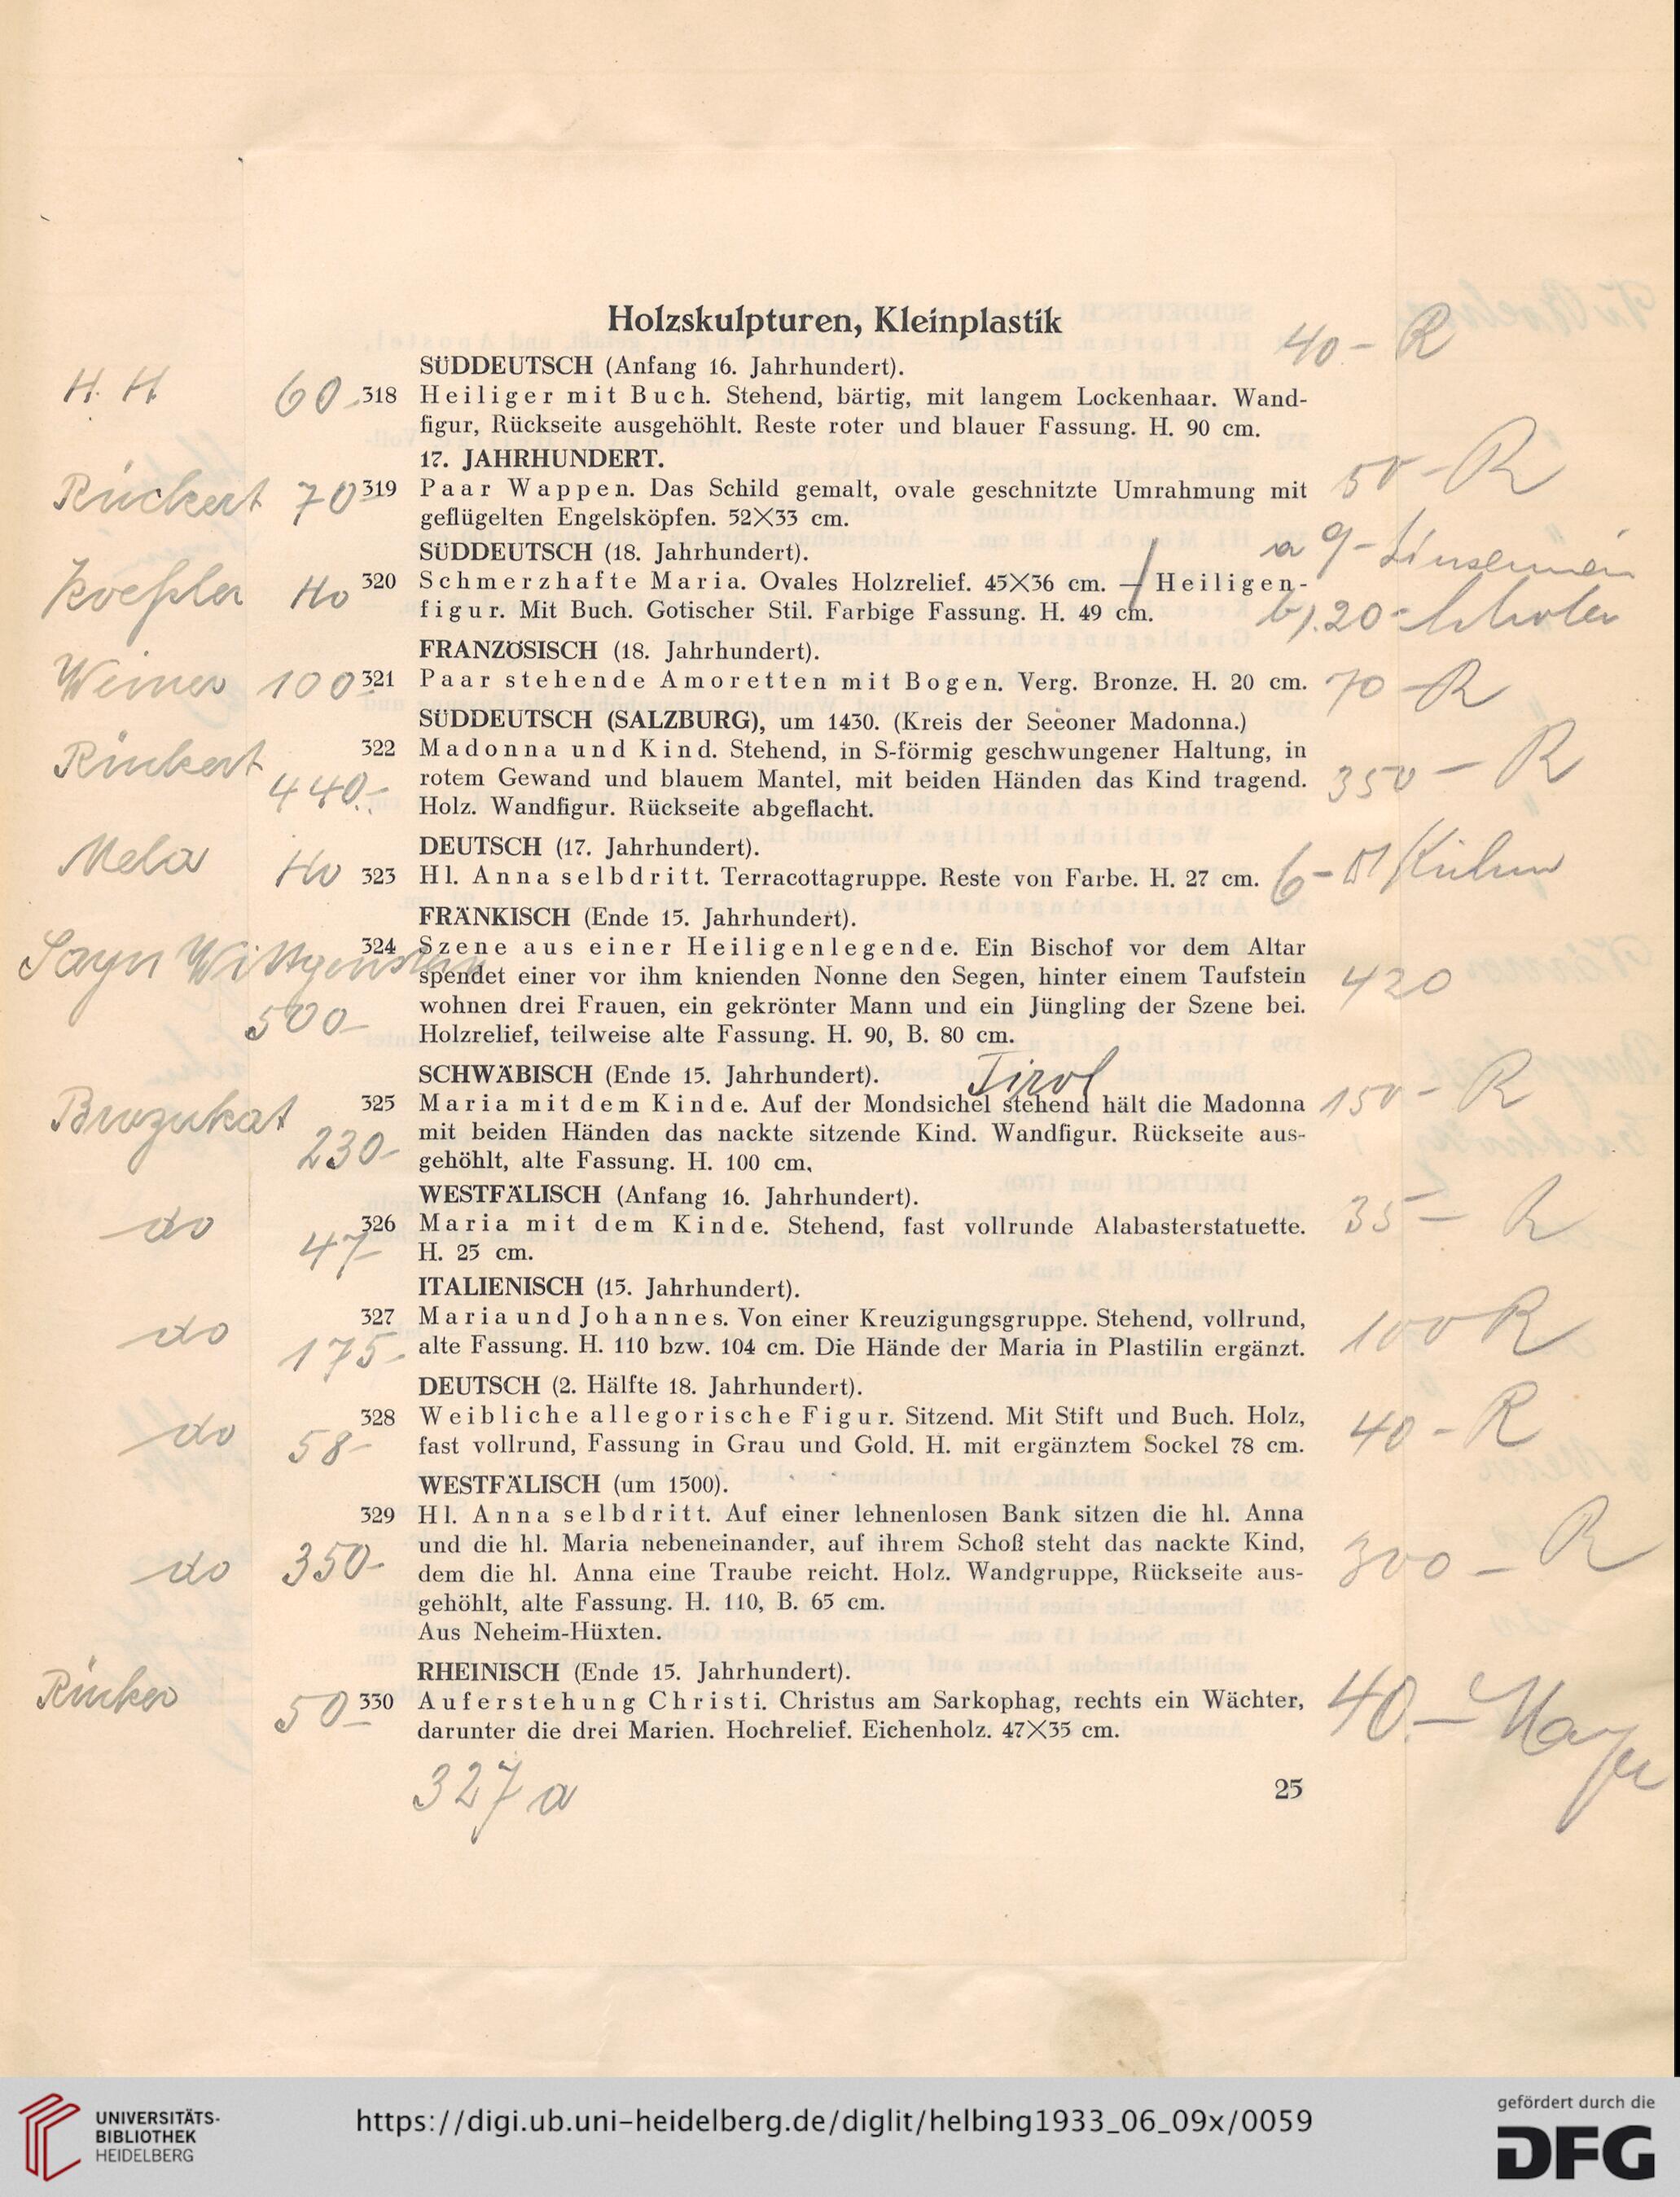 Holzskulpturen, Kleinplastik
40.- R
SÜDDEUTSCH (Anfang 16. Jahrhundert).
H. H. 60.- 318 Heiliger mit Buch. Stehend, bärtig, mit langem Lockenhaar. Wand-
figur, Rückseite ausgehöhlt. Reste roter und blauer Fassung. H. 90 cm.
17. JAHRHUNDERT.
Rückert 70 319 Paar Wappen. Das Schild gemalt, ovale geschnitzte Umrahmung mit 50 - R
geflügelten Engelsköpfen. 52X33 cm.
SÜDDEUTSCH (18. Jahrhundert). a 9-
320 Schmerzhafte Maria. Ovales Holzrelief. 45X36 cm. — Heiligen-
figur. Mit Buch. Gotischer Stil. Farbige Fassung. H. 49 cm. b). 20-
FRANZÖSISCH (18. Jahrhundert).
100 321 Paar stehende Amoretten mit Bogen. Verg. Bronze. H. 20 cm. 70 - R
SÜDDEUTSCH (SALZBURG), um 1430. (Kreis der Seeoner Madonna.)
322 Madonna und Kind. Stehend, in S-förmig geschwungener Haltung, in
440.- rotem Gewand und blauem Mantel, mit beiden Händen das Kind tragend. 350 - R
Holz. Wandfigur. Rückseite abgeflacht.
DEUTSCH (17. Jahrhundert).
323 Hl. Anna selbdritt. Terracottagruppe. Reste von Farbe. H. 27 cm. 6-
FRÄNKISCH (Ende 15. Jahrhundert).
Sayn Wittgenstein 324 Szene aus einer Heiligenlegende. Ein Bischof vor dem Altar
spendet einer vor ihm knienden Nonne den Segen, hinter einem Taufstein 420
500- wohnen drei Frauen, ein gekrönter Mann und ein Jüngling der Szene bei.
Holzrelief, teilweise alte Fassung. H. 90, B. 80 cm.
SCHWÄBISCH (Ende 15. Jahrhundert). Tirol
325 Maria mit dem Kinde. Auf der Mondsichel stehend hält die Madonna 150 - R
230- mit beiden Händen das nackte sitzende Kind. Wandfigur. Rückseite aus-
gehöhlt, alte Fassung. H. 100 cm.
WESTFÄLISCH (Anfang 16. Jahrhundert).
do 47- 326 Maria mit dem Kinde. Stehend, fast vollrunde Alabasterstatuette. 35 - R
H. 25 cm.
ITALIENISCH (15. Jahrhundert).
do 327 Maria und Johannes. Von einer Kreuzigungsgruppe. Stehend, vollrund, 100 R
175- alte Fassung. H. 110 bzw. 104 cm. Die Hände der Maria in Plastilin ergänzt.
DEUTSCH (2. Hälfte 18. Jahrhundert).
do 328 Weibliche allegorische Figur. Sitzend. Mit Stift und Buch. Holz, 40 - R
58- fast vollrund, Fassung in Grau und Gold. H. mit ergänztem Sockel 78 cm.
WESTFÄLISCH (um 1500).
329 Hl. Anna selbdritt. Auf einer lehnenlosen Bank sitzen die hl. Anna
und die hl. Maria nebeneinander, auf ihrem Schoß steht das nackte Kind,
do 350- dem die hl. Anna eine Traube reicht. Holz. Wandgruppe, Rückseite aus- 300 - R
gehöhlt, alte Fassung. H. 110, B. 65 cm.
Aus Neheim-Hüxten.
RHEINISCH (Ende 15. Jahrhundert).
50- 330 Auferstehung Christi. Christus am Sarkophag, rechts ein Wächter, 40.-
darunter die drei Marien. Hochrelief. Eichenholz. 47X35 cm.
327 a
25
UNIVERSITÄTS-
BIBLIOTHEK
HEIDELBERG
https://digi.ub.uni-heidelberg.de/diglit/helbing1933_06_09x/0059
gefördert durch die
DFG